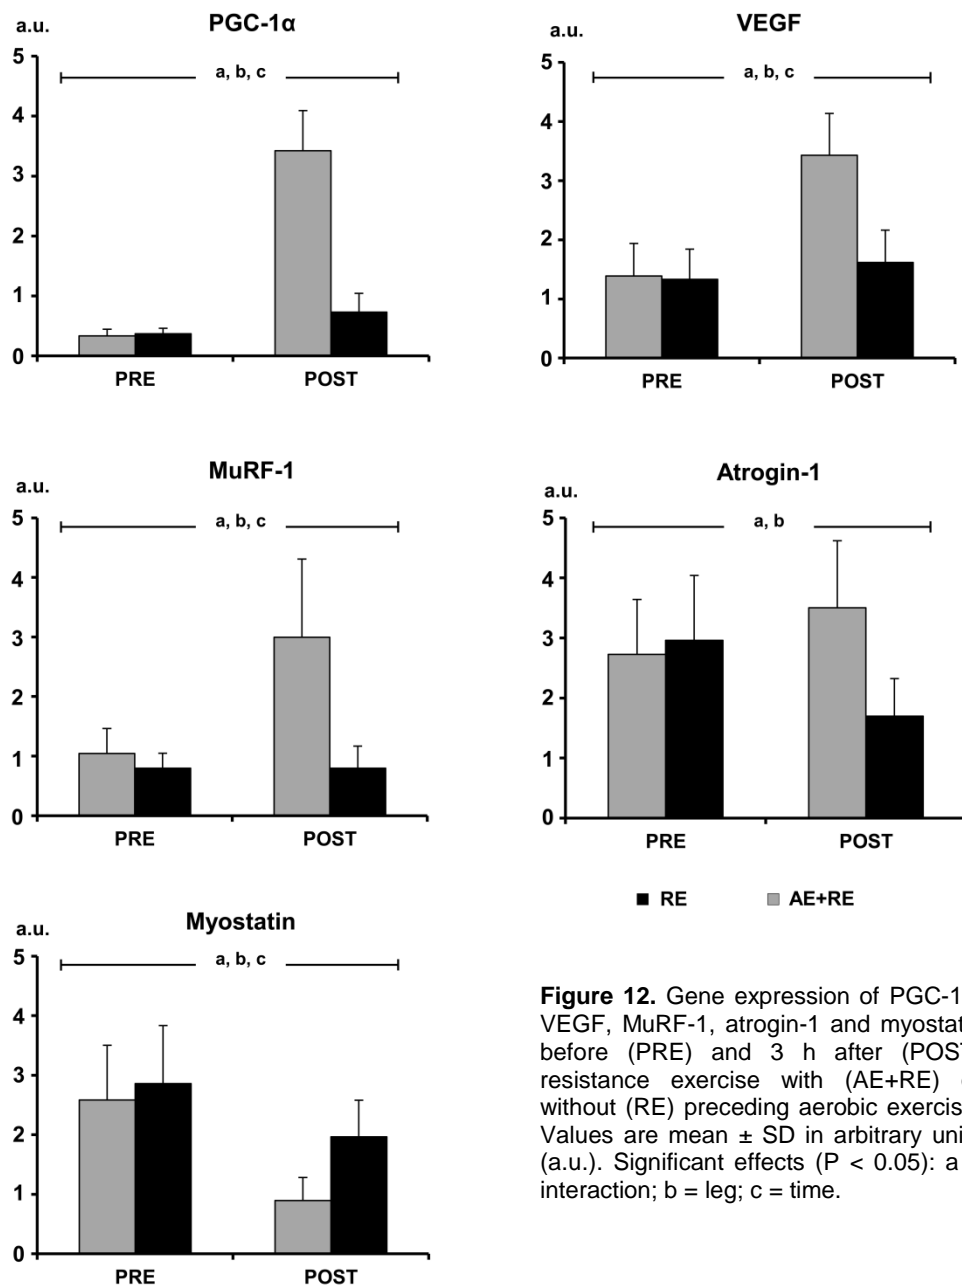 PGC-1α
a.u.
5
a, b, c
4
3
2
1
0
PRE
POST
VEGF
a.u.
5
a, b, c
4
3
2
1
0
PRE
POST
MuRF-1
a.u.
5
a, b, c
4
3
2
1
0
PRE
POST
Atrogin-1
a.u.
5
a, b
4
3
2
1
0
PRE
POST
RE AE+RE
Myostatin
a.u.
5
a, b, c
4
3
2
1
0
PRE
POST
Figure 12. Gene expression of PGC-1
VEGF, MuRF-1, atrogin-1 and myostat
before (PRE) and 3 h after (POST
resistance exercise with (AE+RE)
without (RE) preceding aerobic exercis
Values are mean ± SD in arbitrary uni
(a.u.). Significant effects (P < 0.05): a
interaction; b = leg; c = time.